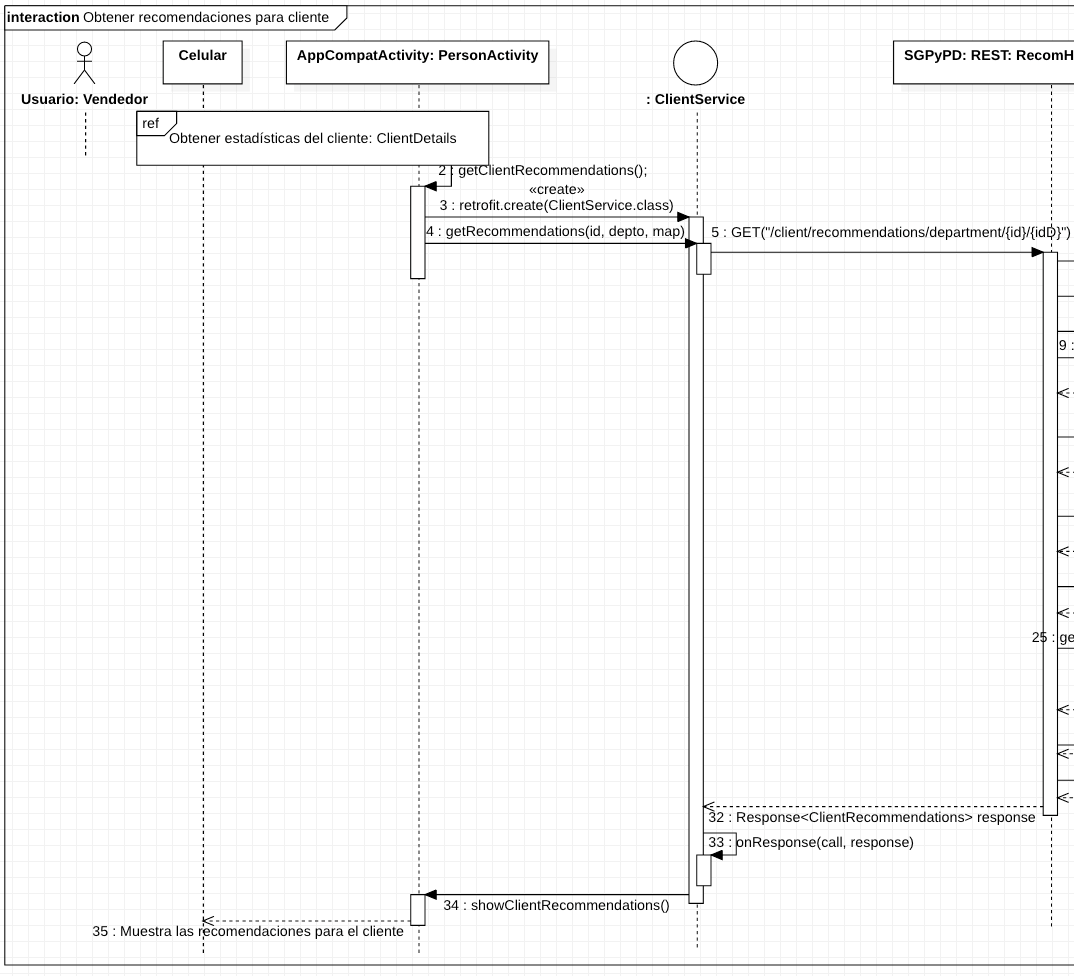 interaction Obtener recomendaciones para cliente
Celular
AppCompatActivity: PersonActivity
SGPyPD: REST: RecomH
Usuario: Vendedor
: ClientService
ref
Obtener estadísticas del cliente: ClientDetails
2 : getClientRecommendations();
«create»
3 : retrofit.create(ClientService.class)
4 : getRecommendations(id, depto, map)
5 : GET("/client/recommendations/department/{id}/{idD}")
9 :
25 : ge
32 : Response<ClientRecommendations> response
33 : onResponse(call, response)
34 : showClientRecommendations()
35 : Muestra las recomendaciones para el cliente